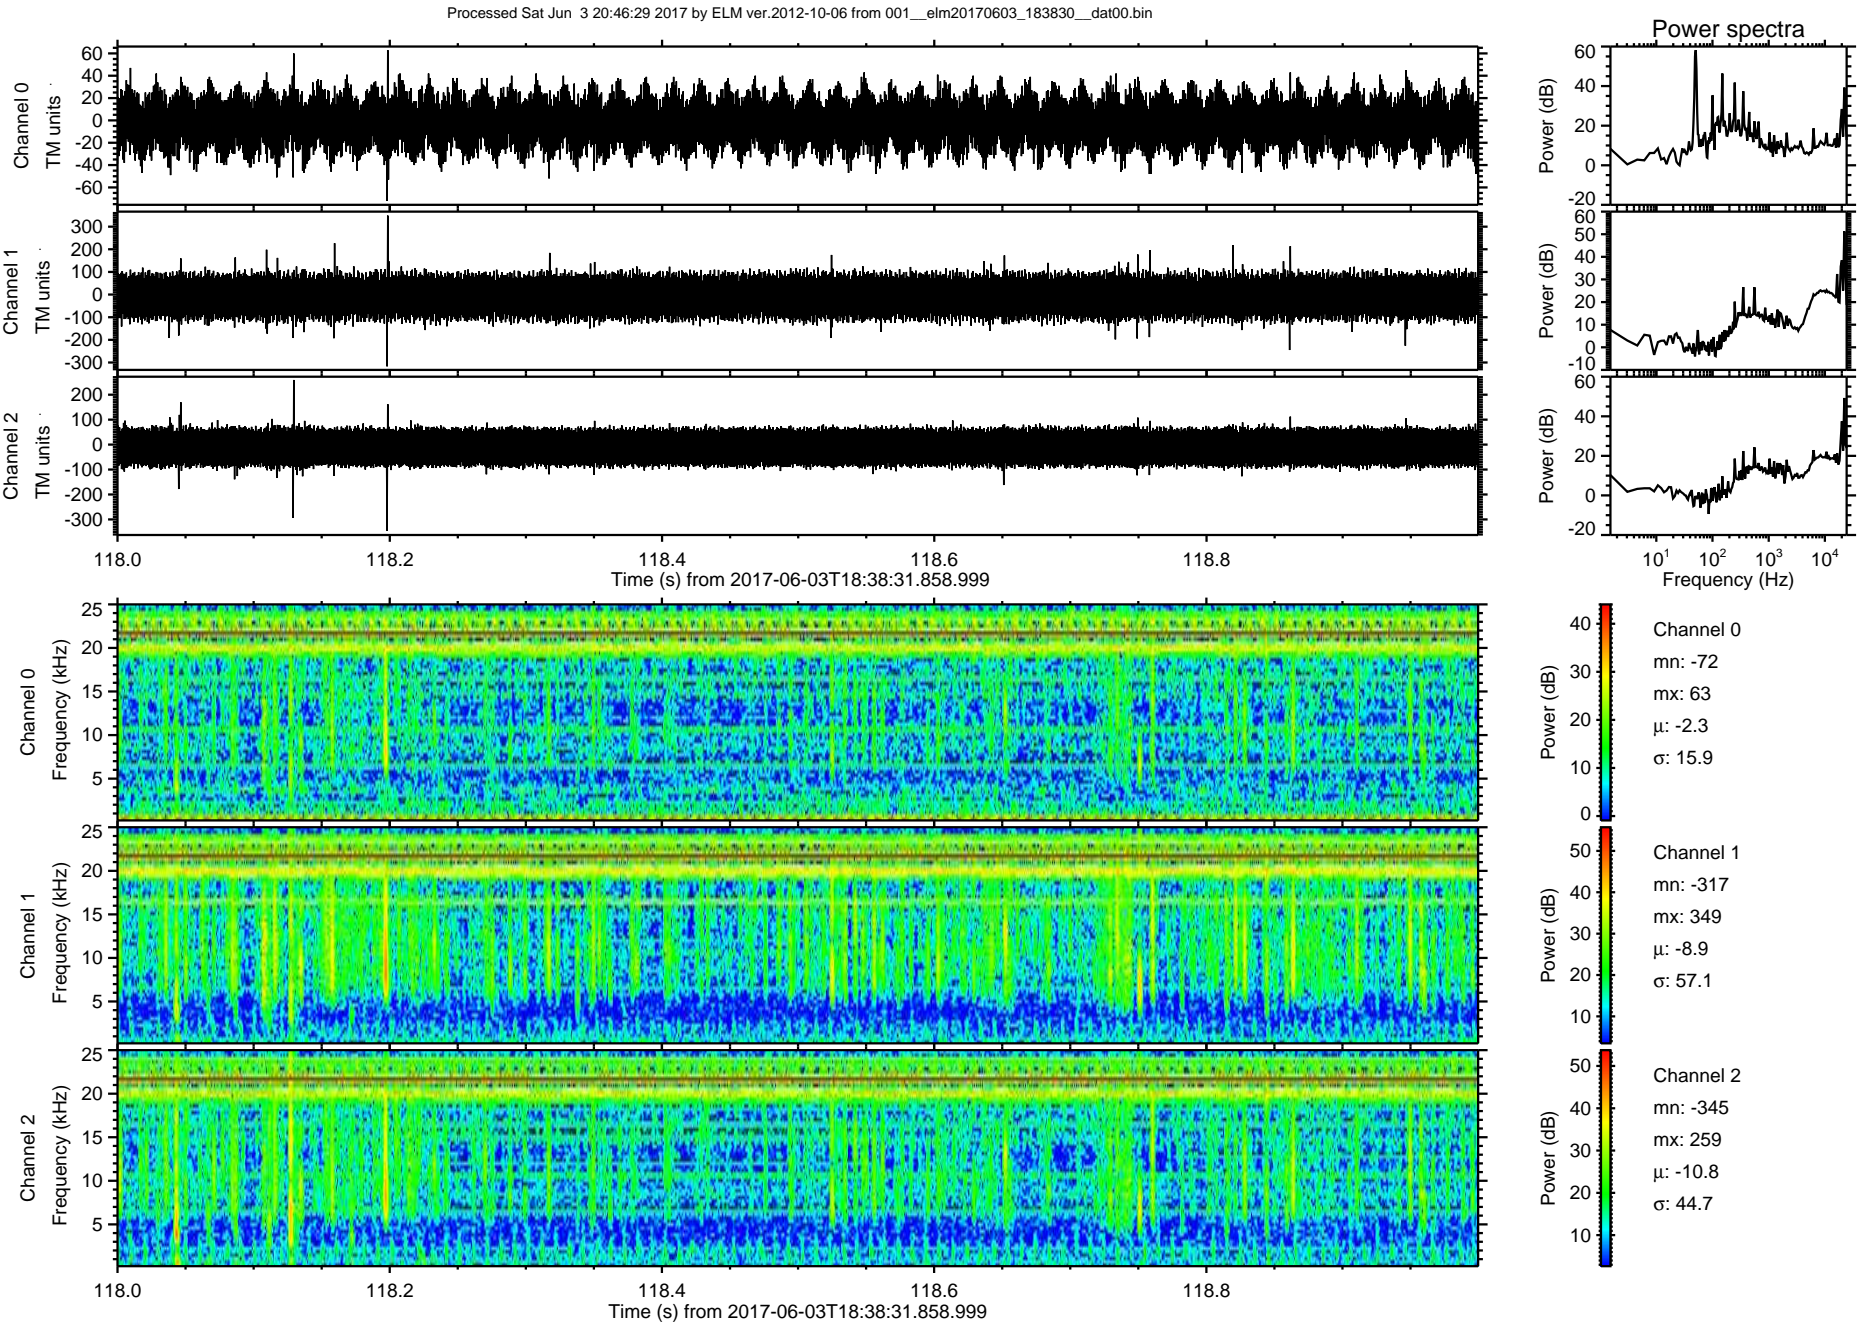 Processed Sat Jun  3 20:46:29 2017 by ELM ver.2012-10-06 from 001__elm20170603_183830__dat00.bin
Power spectra
Channel 0
TM units
60
40
20
0
-20
-40
-60
Power (dB)
60
40
20
0
-20
Channel 1
TM units
300
200
100
0
-100
-200
-300
Power (dB)
60
50
40
30
20
10
0
-10
Channel 2
TM units
200
100
0
-100
-200
-300
Power (dB)
60
40
20
0
-20
118.0 118.2 118.4 118.6 118.8
Time (s) from 2017-06-03T18:38:31.858.999
10^1 10^2 10^3 10^4
Frequency (Hz)
Channel 0
Frequency (kHz)
25
20
15
10
5
Power (dB)
40
30
20
10
0
Channel 0
mn: -72
mx: 63
μ: -2.3
σ: 15.9
Channel 1
Frequency (kHz)
25
20
15
10
5
Power (dB)
50
40
30
20
10
Channel 1
mn: -317
mx: 349
μ: -8.9
σ: 57.1
Channel 2
Frequency (kHz)
25
20
15
10
5
Power (dB)
50
40
30
20
10
Channel 2
mn: -345
mx: 259
μ: -10.8
σ: 44.7
118.0 118.2 118.4 118.6 118.8
Time (s) from 2017-06-03T18:38:31.858.999